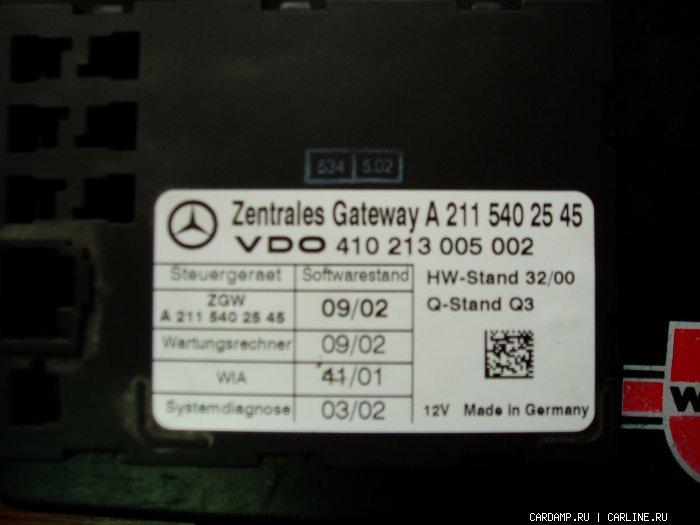 534 5.02
Zentrales Gateway A 211 540 25 45
VDO 410 213 005 002
Steuergeraet Softwarestand HW-Stand 32/00
ZGW
A 211 540 25 45 09/02 Q-Stand Q3
Wartungsrechner 09/02
WIA 41/01
Systemdiagnose 03/02 12V Made in Germany
W
CARDAMP.RU | CARLINE.RU